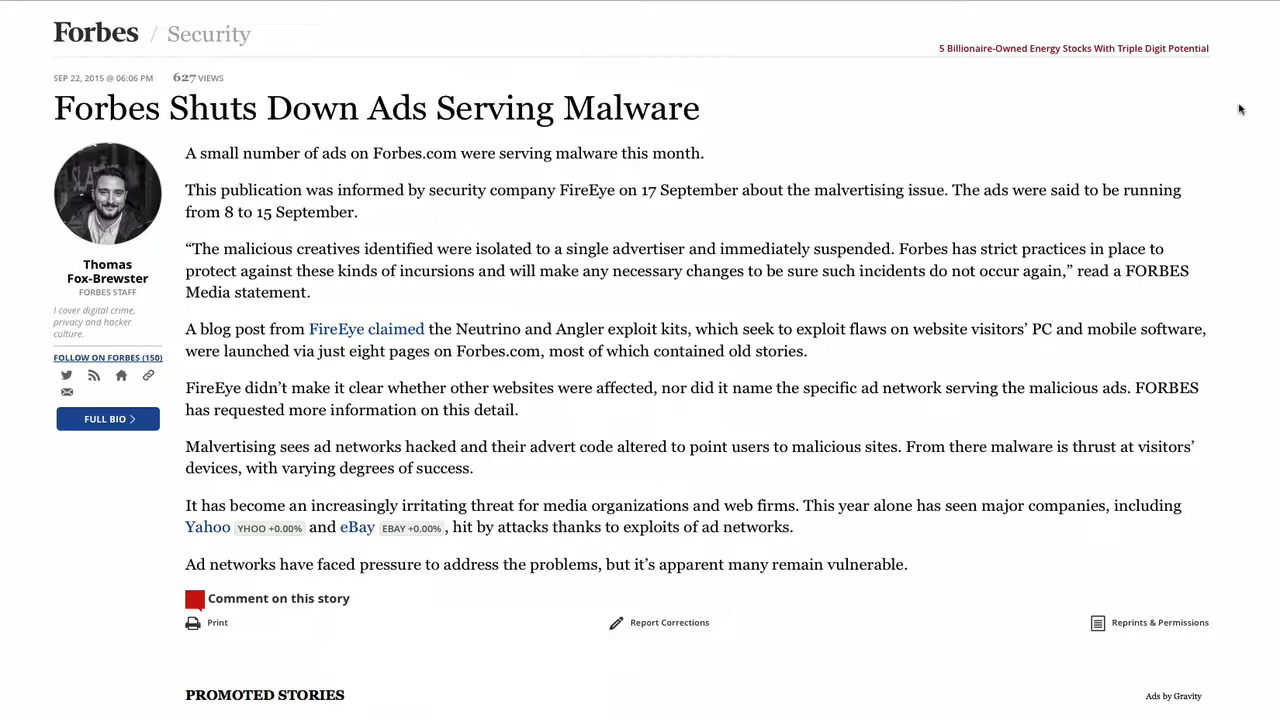 Forbes / Security
5 Billionaire-Owned Energy Stocks With Triple Digit Potential
SEP 22, 2015 @ 06:06 PM 627 VIEWS
Forbes Shuts Down Ads Serving Malware
Thomas
Fox-Brewster
FORBES STAFF
I cover digital crime,
privacy and hacker
culture.
FOLLOW ON FORBES (150)
FULL BIO >
A small number of ads on Forbes.com were serving malware this month.
This publication was informed by security company FireEye on 17 September about the malvertising issue. The ads were said to be running
from 8 to 15 September.
“The malicious creatives identified were isolated to a single advertiser and immediately suspended. Forbes has strict practices in place to
protect against these kinds of incursions and will make any necessary changes to be sure such incidents do not occur again,” read a FORBES
Media statement.
A blog post from FireEye claimed the Neutrino and Angler exploit kits, which seek to exploit flaws on website visitors’ PC and mobile software,
were launched via just eight pages on Forbes.com, most of which contained old stories.
FireEye didn’t make it clear whether other websites were affected, nor did it name the specific ad network serving the malicious ads. FORBES
has requested more information on this detail.
Malvertising sees ad networks hacked and their advert code altered to point users to malicious sites. From there malware is thrust at visitors’
devices, with varying degrees of success.
It has become an increasingly irritating threat for media organizations and web firms. This year alone has seen major companies, including
Yahoo YHOO +0.00% and eBay EBAY +0.00%, hit by attacks thanks to exploits of ad networks.
Ad networks have faced pressure to address the problems, but it’s apparent many remain vulnerable.
Comment on this story
Print
Report Corrections
Reprints & Permissions
PROMOTED STORIES
Ads by Gravity